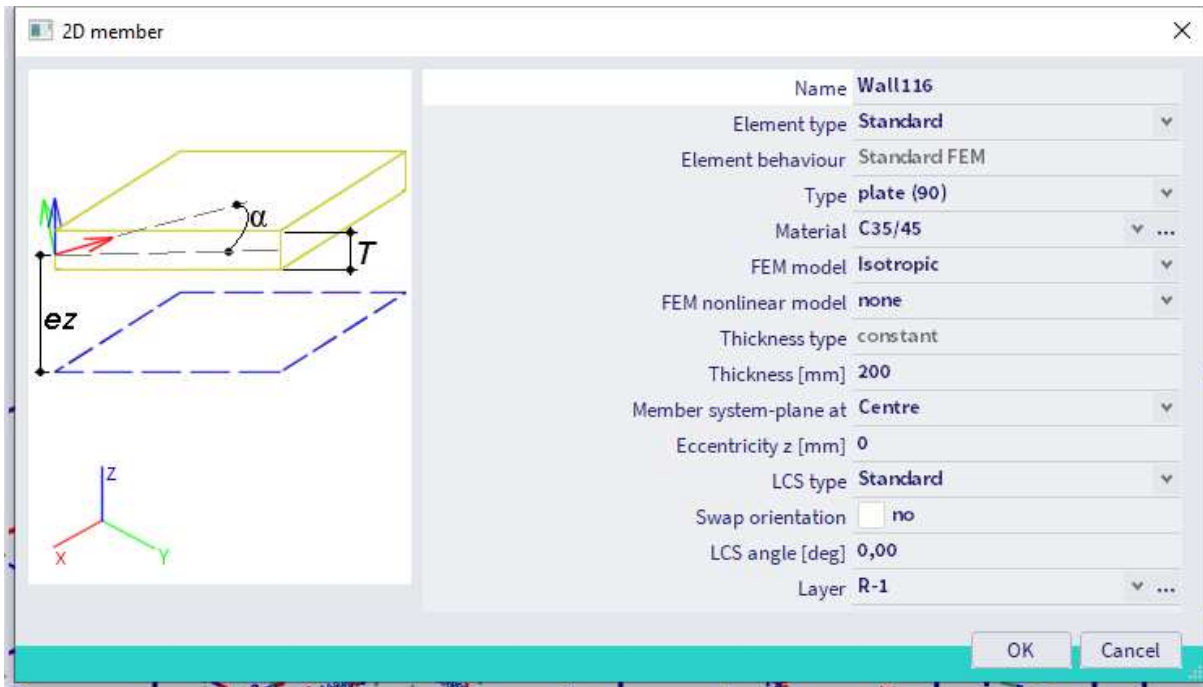 2D member
Name Wall116
Element type Standard
Element behaviour Standard FEM
Type plate (90)
Material C35/45 ...
FEM model Isotropic
FEM nonlinear model none
Thickness type constant
Thickness [mm] 200
Member system-plane at Centre
Eccentricity z [mm] 0
LCS type Standard
Swap orientation no
LCS angle [deg] 0,00
Layer R-1 ...
α
T
ez
Z
X
Y
OK
Cancel